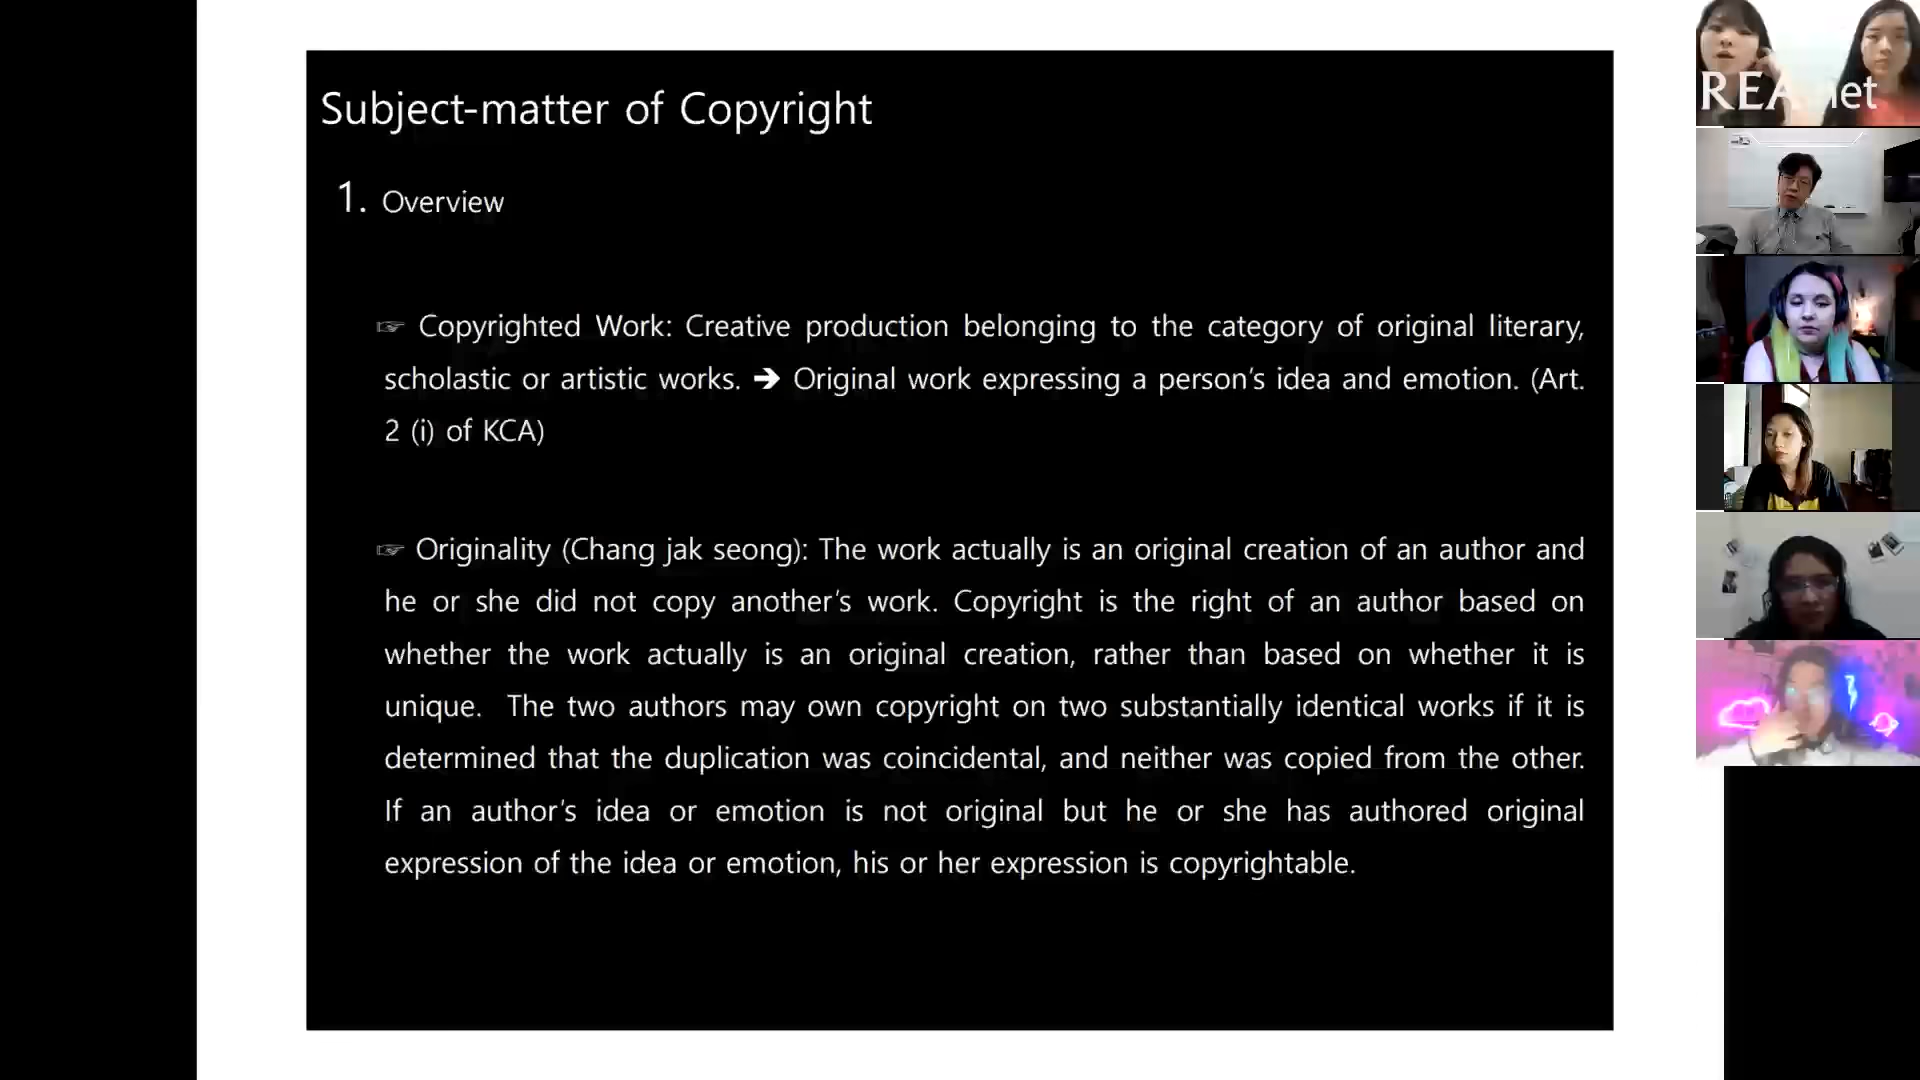 Subject-matter of Copyright
1. Overview
☞ Copyrighted Work: Creative production belonging to the category of original literary,
scholastic or artistic works. ➔ Original work expressing a person's idea and emotion. (Art.
2 (i) of KCA)
☞ Originality (Chang jak seong): The work actually is an original creation of an author and
he or she did not copy another's work. Copyright is the right of an author based on
whether the work actually is an original creation, rather than based on whether it is
unique. The two authors may own copyright on two substantially identical works if it is
determined that the duplication was coincidental, and neither was copied from the other.
If an author's idea or emotion is not original but he or she has authored original
expression of the idea or emotion, his or her expression is copyrightable.